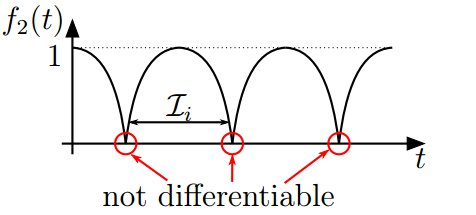 f₂(t)
1
ℐᵢ
t
not differentiable